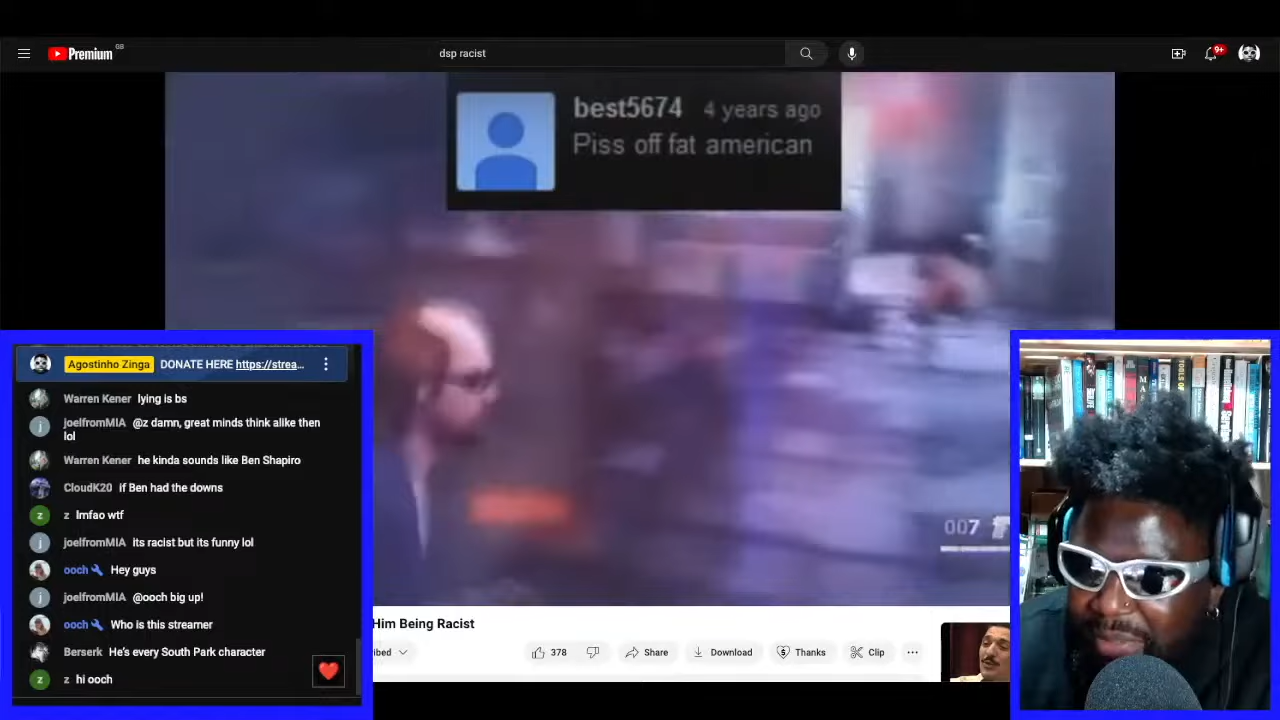 Premium GB
dsp racist
9+
best5674 4 years ago
Piss off fat american
007
Agostinho Zinga DONATE HERE https://strea...
Warren Kener lying is bs
joelfromMIA @z damn, great minds think alike then
lol
Warren Kener he kinda sounds like Ben Shapiro
CloudK20 if Ben had the downs
z lmfao wtf
joelfromMIA its racist but its funny lol
ooch Hey guys
joelfromMIA @ooch big up!
ooch Who is this streamer
Berserk He's every South Park character
z hi ooch
Him Being Racist
ibed
378
Share
Download
Thanks
Clip